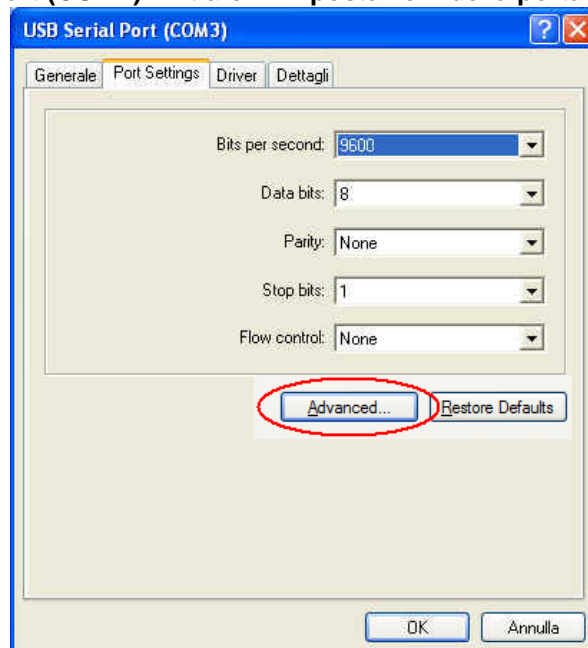 USB Serial Port (COM3)
Generale Port Settings Driver Dettagli
Bits per second: 9600
Data bits: 8
Parity: None
Stop bits: 1
Flow control: None
Advanced... Restore Defaults
OK Annulla